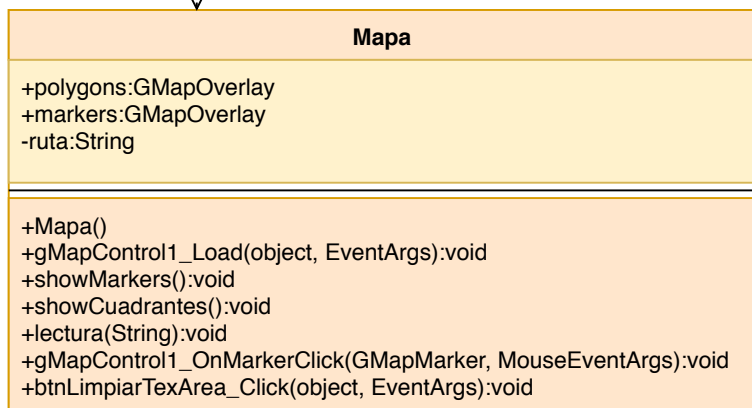 Mapa
+polygons:GMapOverlay
+markers:GMapOverlay
-ruta:String
+Mapa()
+gMapControl1_Load(object, EventArgs):void
+showMarkers():void
+showCuadrantes():void
+lectura(String):void
+gMapControl1_OnMarkerClick(GMapMarker, MouseEventArgs):void
+btnLimpiarTexArea_Click(object, EventArgs):void